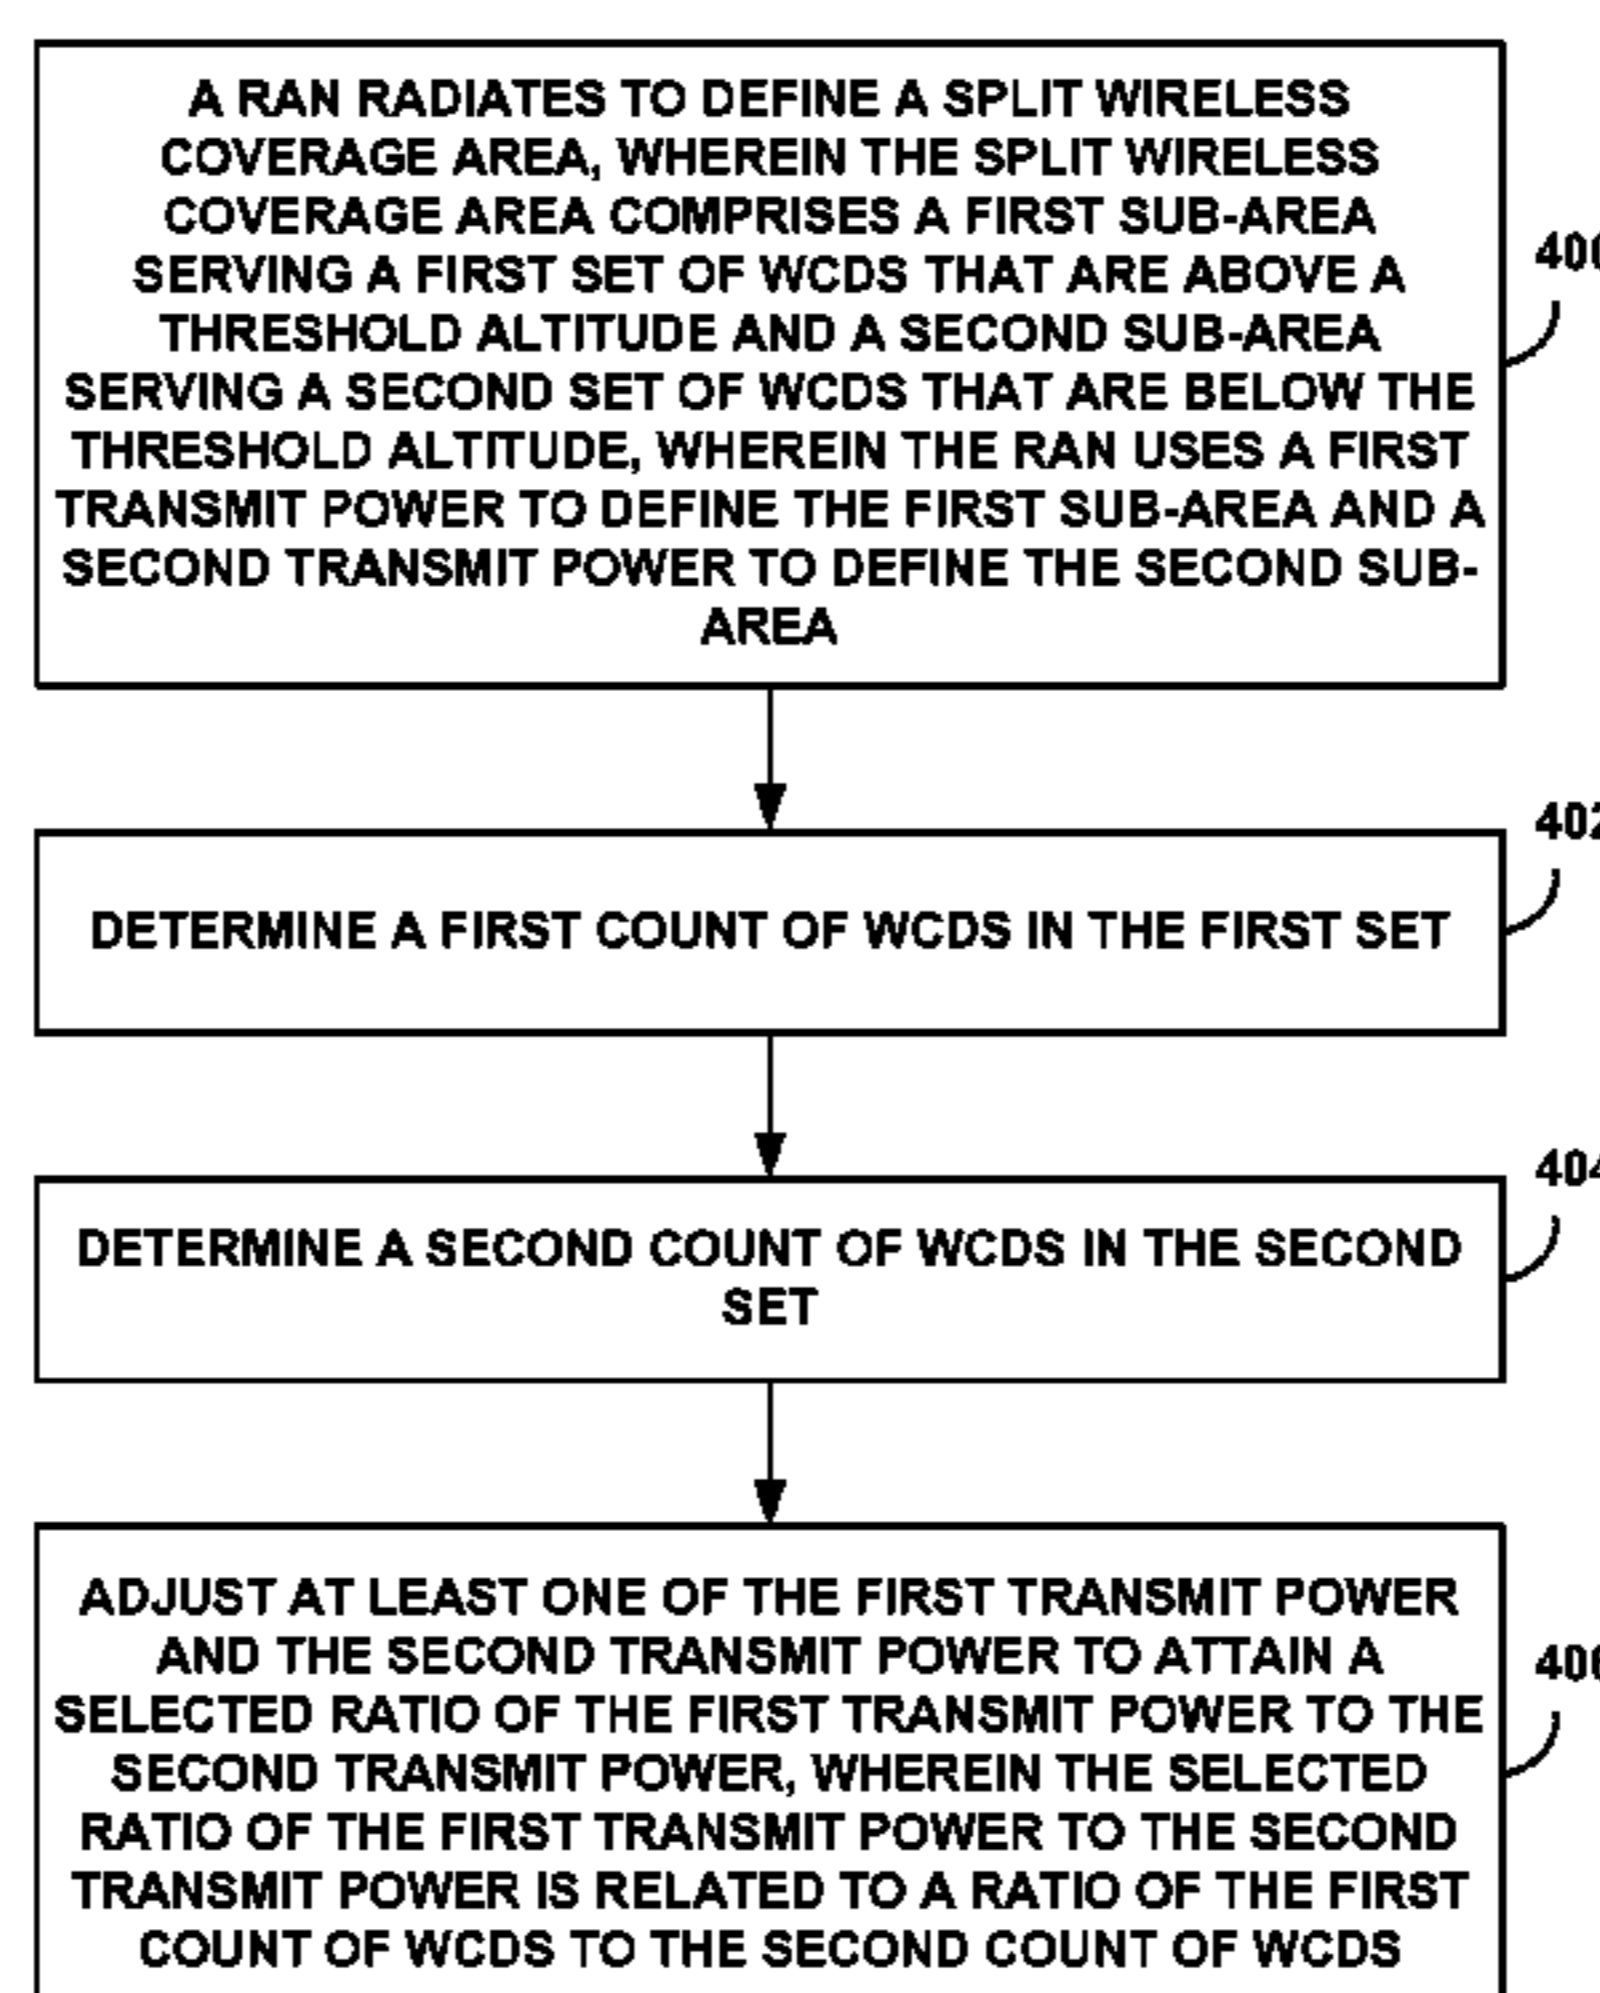 A RAN RADIATES TO DEFINE A SPLIT WIRELESS
COVERAGE AREA, WHEREIN THE SPLIT WIRELESS
COVERAGE AREA COMPRISES A FIRST SUB-AREA
SERVING A FIRST SET OF WCDS THAT ARE ABOVE A
THRESHOLD ALTITUDE AND A SECOND SUB-AREA
SERVING A SECOND SET OF WCDS THAT ARE BELOW THE
THRESHOLD ALTITUDE, WHEREIN THE RAN USES A FIRST
TRANSMIT POWER TO DEFINE THE FIRST SUB-AREA AND A
SECOND TRANSMIT POWER TO DEFINE THE SECOND SUB-
AREA
400
DETERMINE A FIRST COUNT OF WCDS IN THE FIRST SET
402
DETERMINE A SECOND COUNT OF WCDS IN THE SECOND
SET
404
ADJUST AT LEAST ONE OF THE FIRST TRANSMIT POWER
AND THE SECOND TRANSMIT POWER TO ATTAIN A
SELECTED RATIO OF THE FIRST TRANSMIT POWER TO THE
SECOND TRANSMIT POWER, WHEREIN THE SELECTED
RATIO OF THE FIRST TRANSMIT POWER TO THE SECOND
TRANSMIT POWER IS RELATED TO A RATIO OF THE FIRST
COUNT OF WCDS TO THE SECOND COUNT OF WCDS
406